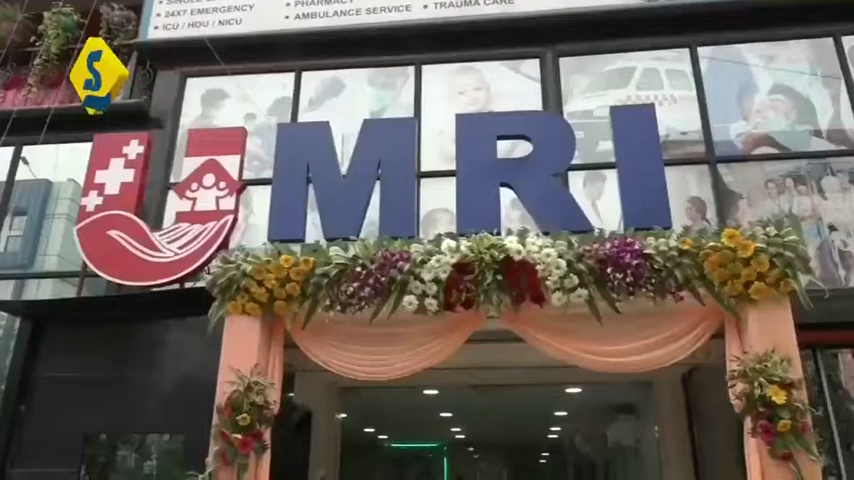 PHARMACY
• 24X7 EMERGENCY
• AMBULANCE SERVICE • TRAUMA CARE
• ICU / HDU / NICU
S
MRI